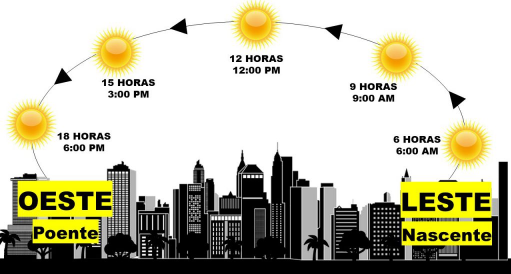 12 HORAS
12:00 PM
15 HORAS
3:00 PM
9 HORAS
9:00 AM
18 HORAS
6:00 PM
6 HORAS
6:00 AM
OESTE
Poente
LESTE
Nascente